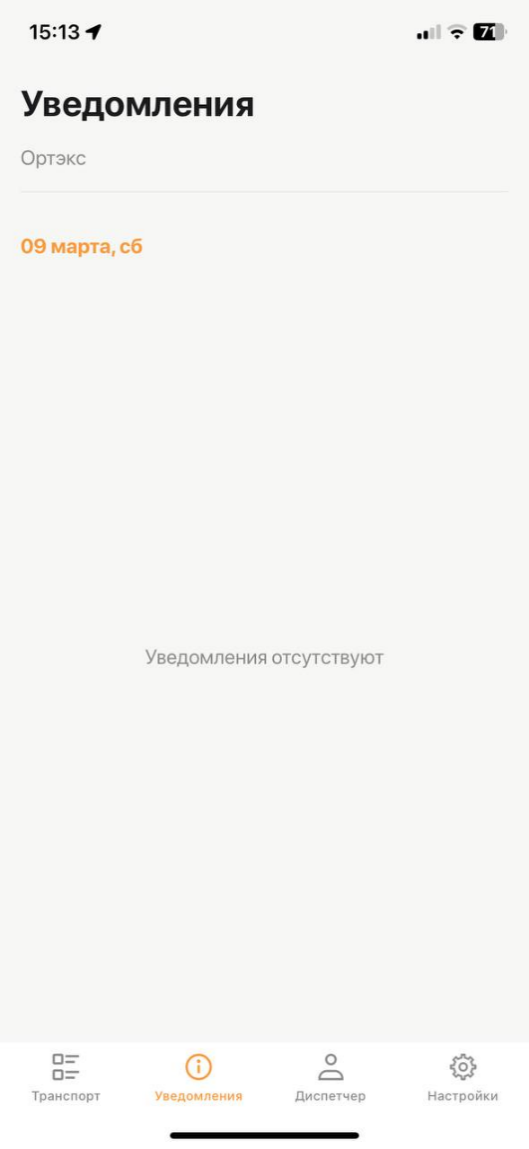 15:13
71
Уведомления
Ортэкс
09 марта, сб
Уведомления отсутствуют
Транспорт
Уведомления
Диспетчер
Настройки